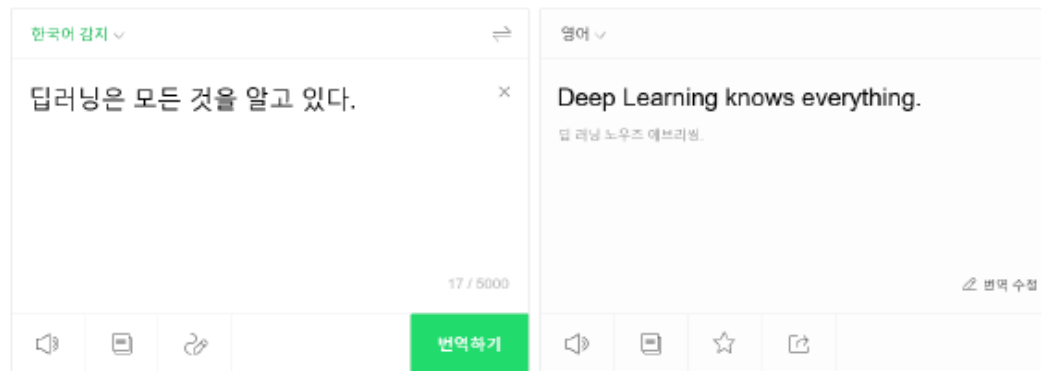 한국어 감지
영어
딥러닝은 모든 것을 알고 있다.
Deep Learning knows everything.
딥 러닝 노우즈 에브리씽.
17 / 5000
번역 수정
번역하기